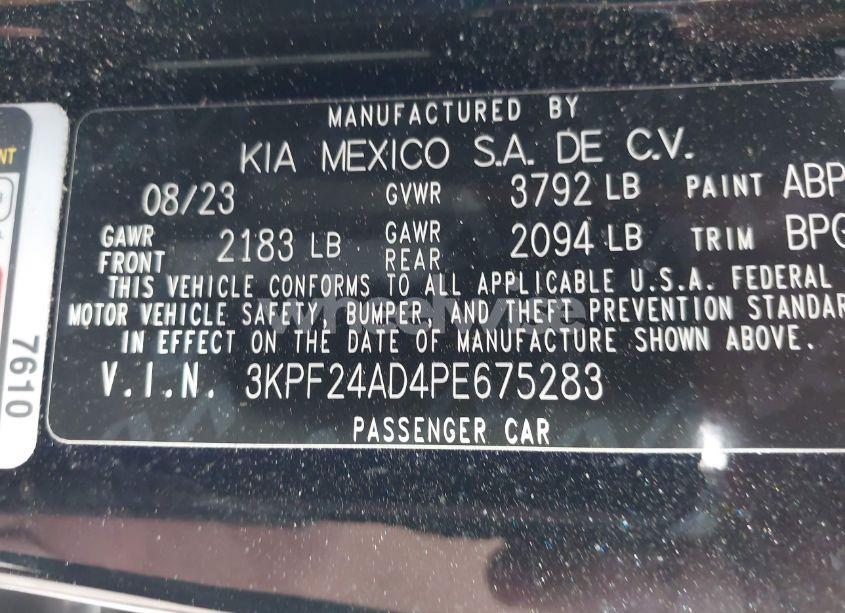 MANUFACTURED BY
KIA MEXICO S.A. DE C.V.
08/23 GVWR 3792 LB PAINT ABP
GAWR FRONT 2183 LB GAWR REAR 2094 LB TRIM BPG
THIS VEHICLE CONFORMS TO ALL APPLICABLE U.S.A. FEDERAL
MOTOR VEHICLE SAFETY, BUMPER, AND THEFT PREVENTION STANDAR
IN EFFECT ON THE DATE OF MANUFACTURE SHOWN ABOVE.
V.I.N. 3KPF24AD4PE675283
PASSENGER CAR
7610
NT
wheelwise